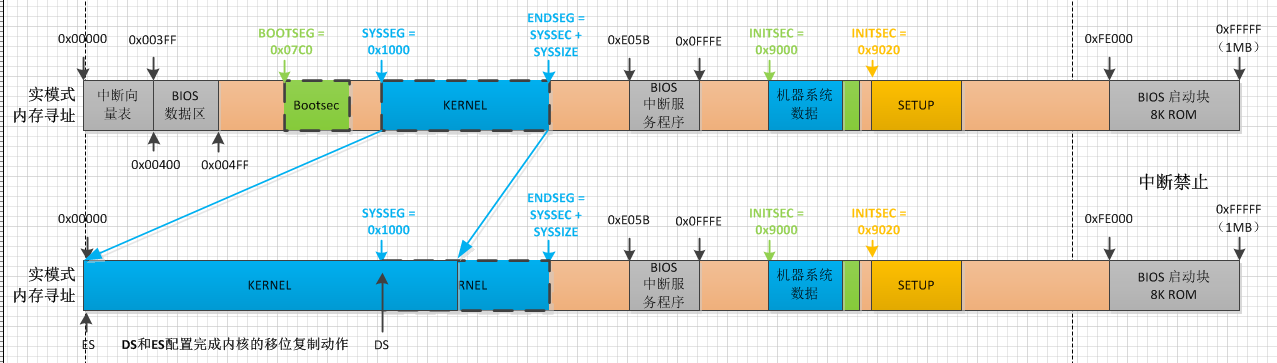 ENDSEG =
SYSSEC +
SYSSIZE
BOOTSEG =
0x07C0
SYSSEG =
0x1000
INITSEC =
0x9000
INITSEC =
0x9020
0x00000
0x003FF
0xE05B
0x0FFFE
0xFE000
0xFFFFF
（1MB）
实模式
内存寻址
中断向
量表
BIOS
数据区
Bootsec
KERNEL
BIOS
中断服
务程序
机器系统
数据
SETUP
BIOS 启动块
8K ROM
0x00400
0x004FF
中断禁止
ENDSEG =
SYSSEC +
SYSSIZE
0x00000
SYSSEG =
0x1000
0xE05B
0x0FFFE
INITSEC =
0x9000
INITSEC =
0x9020
0xFE000
0xFFFFF
（1MB）
实模式
内存寻址
KERNEL
RNEL
BIOS
中断服
务程序
机器系统
数据
SETUP
BIOS 启动块
8K ROM
ES
DS和ES配置完成内核的移位复制动作
DS